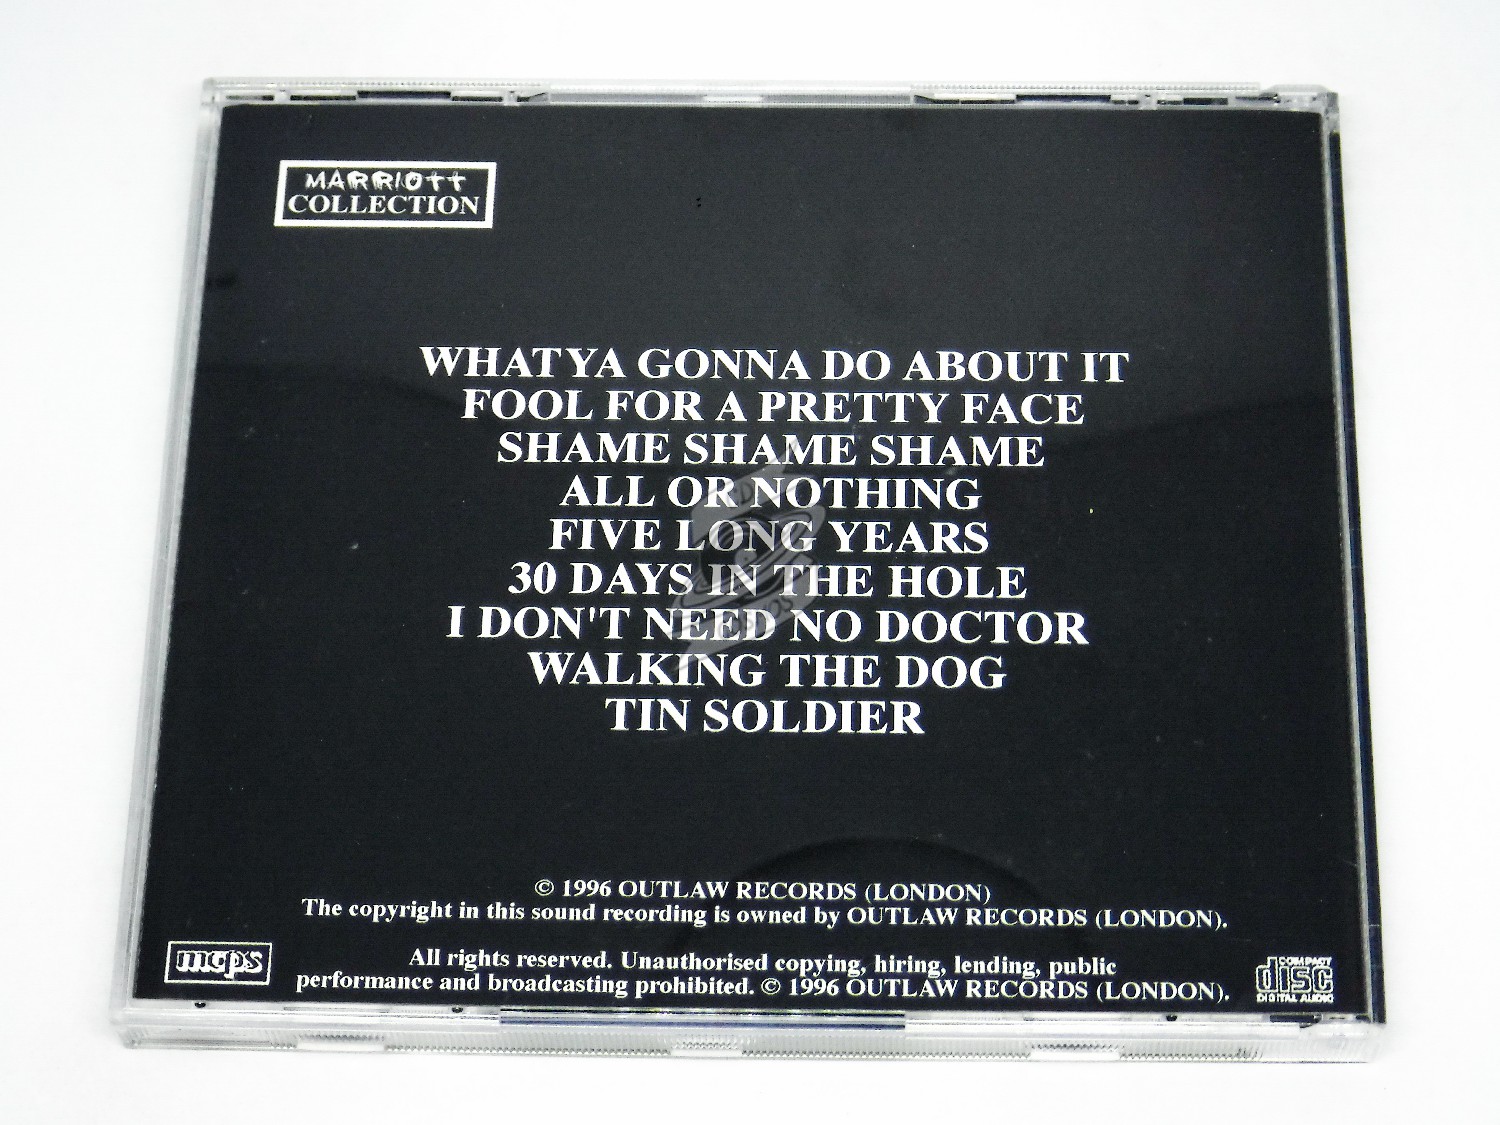 MARRIOTT
COLLECTION
WHATYA GONNA DO ABOUT IT
FOOL FOR A PRETTY FACE
SHAME SHAME SHAME
ALL OR NOTHING
FIVE LONG YEARS
30 DAYS IN THE HOLE
I DON'T NEED NO DOCTOR
WALKING THE DOG
TIN SOLDIER
© 1996 OUTLAW RECORDS (LONDON)
The copyright in this sound recording is owned by OUTLAW RECORDS (LONDON).
All rights reserved. Unauthorised copying, hiring, lending, public
performance and broadcasting prohibited. © 1996 OUTLAW RECORDS (LONDON).
mcps
COMPACT
disc
DIGITAL AUDIO